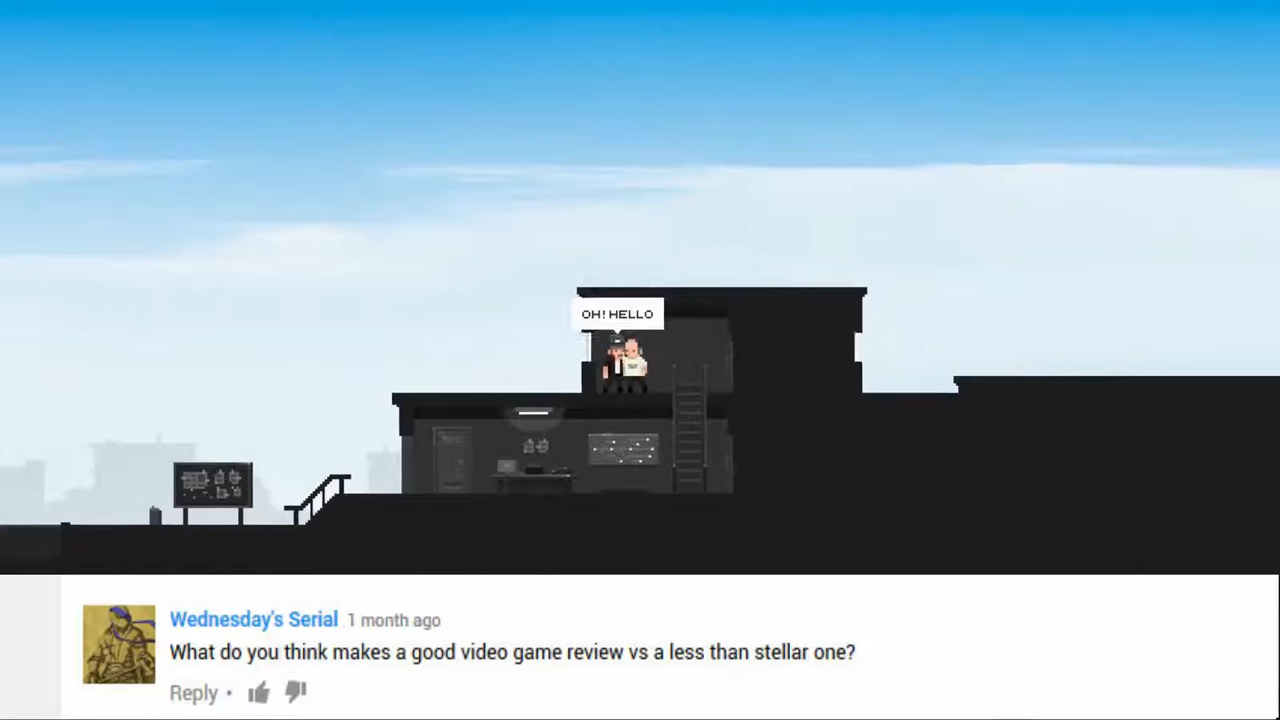 OH! HELLO
Wednesday's Serial 1 month ago
What do you think makes a good video game review vs a less than stellar one?
Reply •